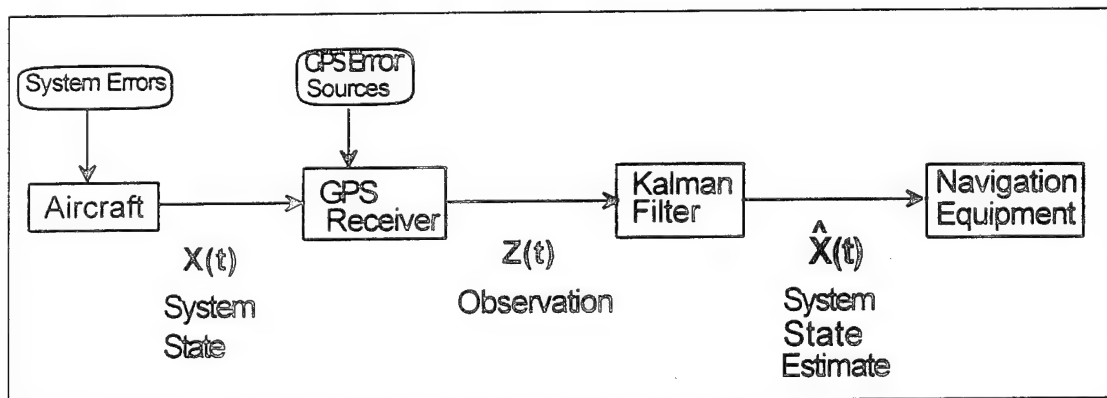 System Errors
GPS Error
Sources
Aircraft
GPS
Receiver
Kalman
Filter
Navigation
Equipment
X(t)
System
State
Z(t)
Observation
X̂(t)
System
State
Estimate